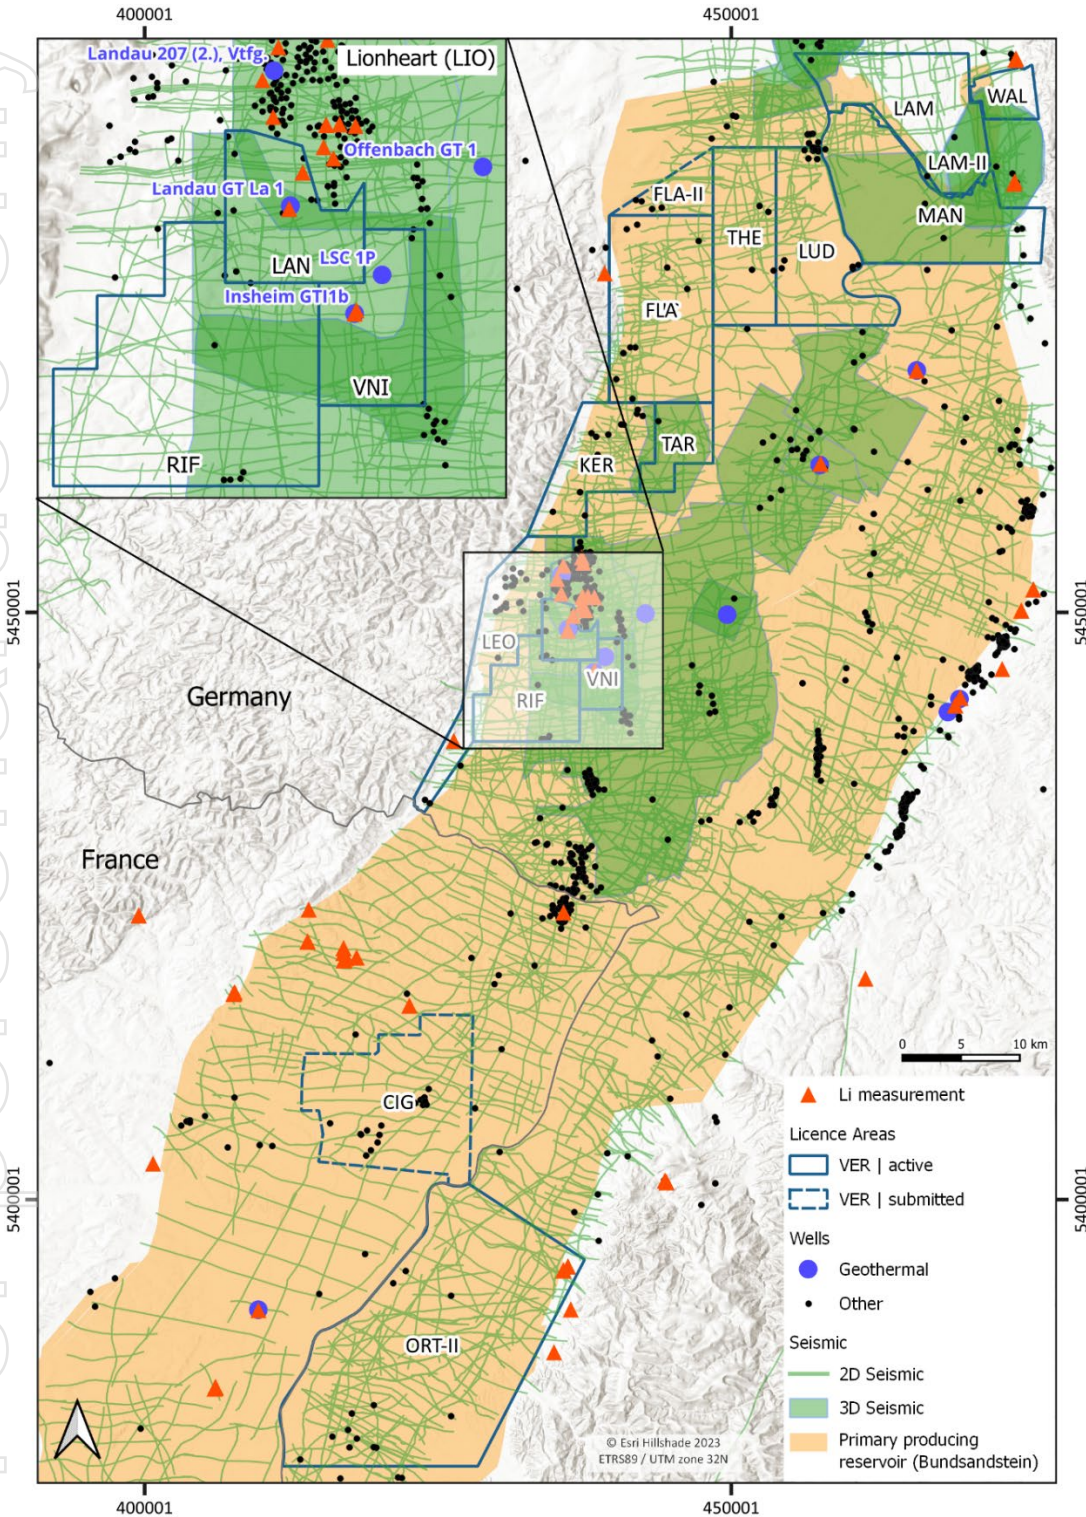 400001
450001
Landau 207 (2.), Vtfg.
Lionheart (LIO)
Offenbach GT 1
Landau GT La 1
LAN
LSC 1P
Insheim GTI1b
VNI
RIF
LAM
WAL
LAM-II
MAN
FLA-II
THE
LUD
FLA
TAR
KER
5450001
5450001
LEO
VNI
RIF
Germany
France
0 5 10 km
CIG
5400001
5400001
ORT-II
Li measurement
Licence Areas
VER | active
VER | submitted
Wells
Geothermal
Other
Seismic
2D Seismic
3D Seismic
Primary producing
reservoir (Bundsandstein)
© Esri Hillshade 2023
ETRS89 / UTM zone 32N
400001
450001